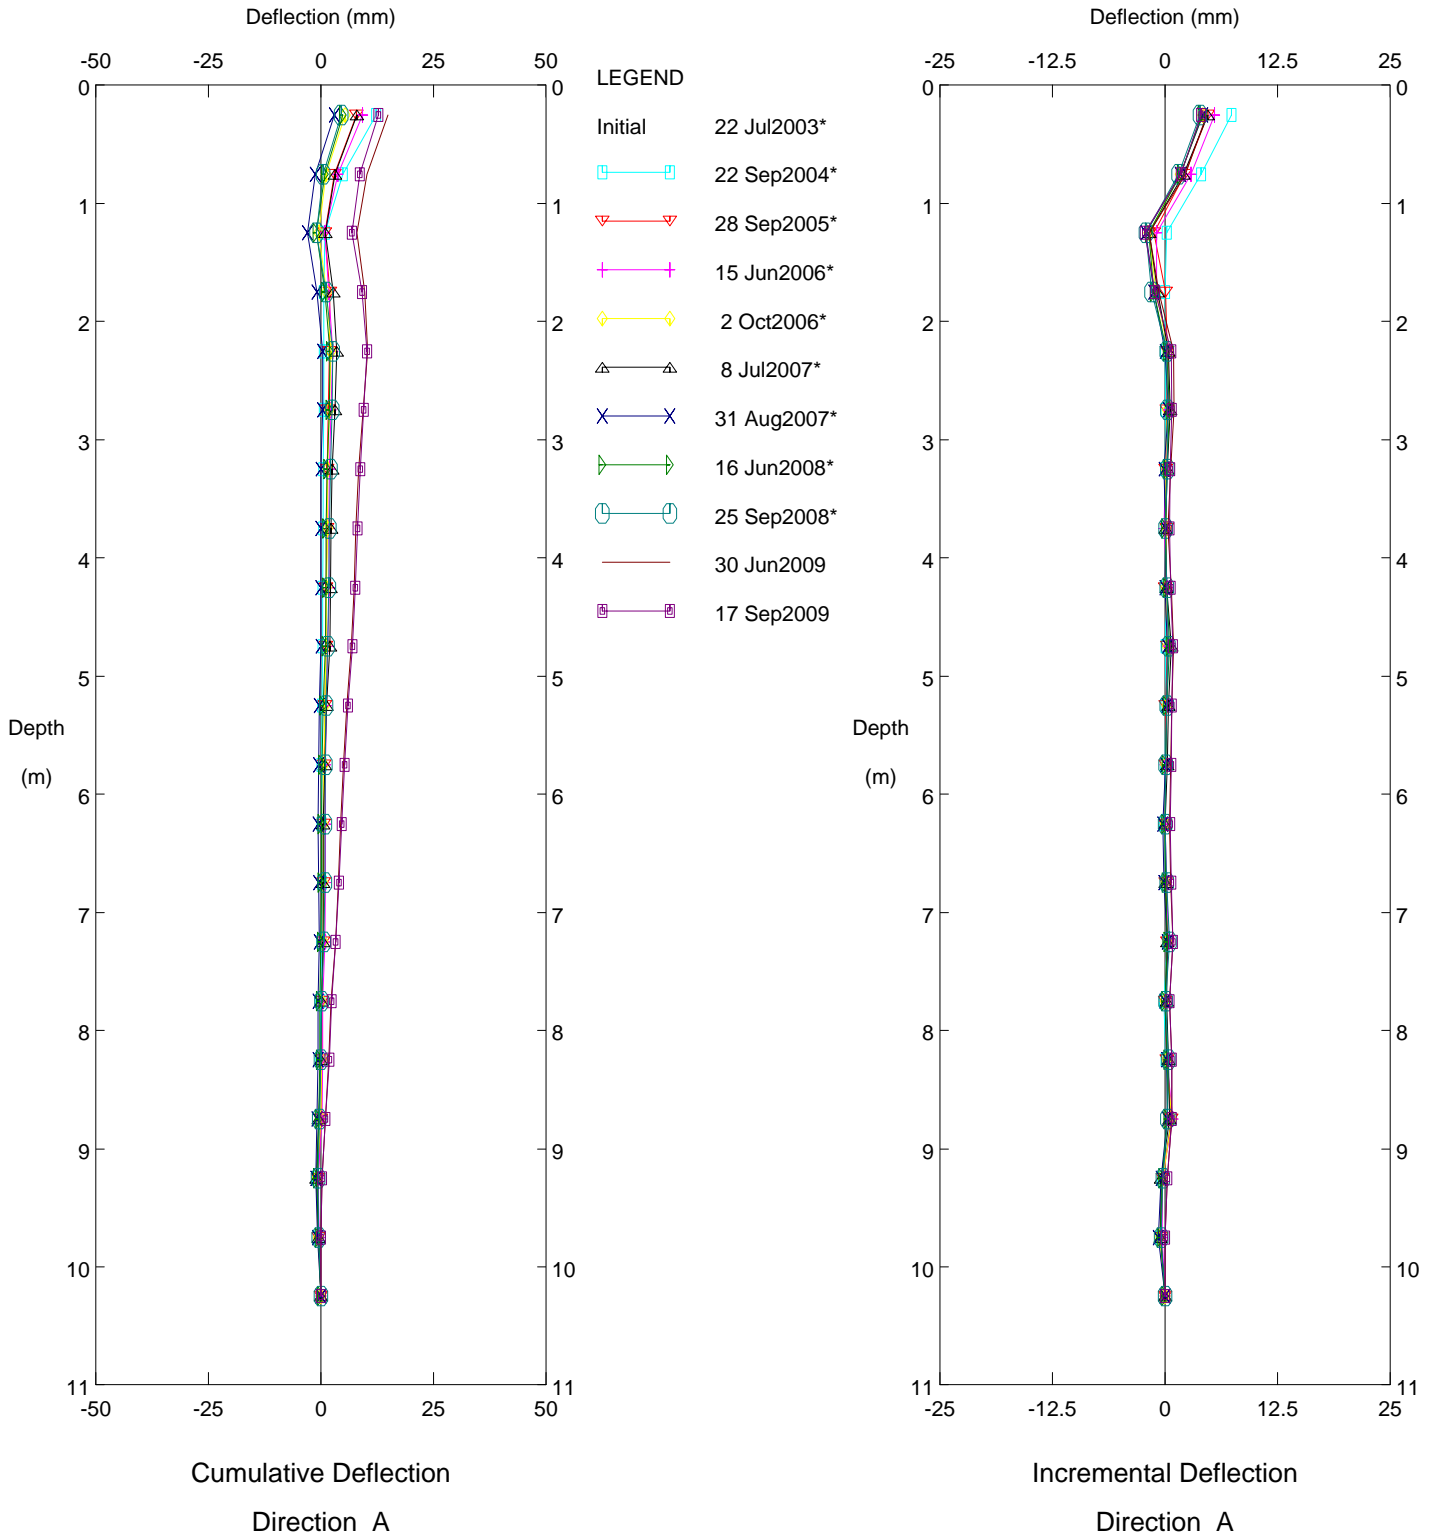 Deflection (mm)
-50 -25 0 25 50
0 0
1 1
2 2
3 3
4 4
5 5
Depth
(m)
6 6
7 7
8 8
9 9
10 10
11 11
-50 -25 0 25 50
Cumulative Deflection
Direction A
LEGEND
Initial 22 Jul2003*
22 Sep2004*
28 Sep2005*
15 Jun2006*
2 Oct2006*
8 Jul2007*
31 Aug2007*
16 Jun2008*
25 Sep2008*
30 Jun2009
17 Sep2009
Deflection (mm)
-25 -12.5 0 12.5 25
0 0
1 1
2 2
3 3
4 4
5 5
Depth
(m)
6 6
7 7
8 8
9 9
10 10
11 11
-25 -12.5 0 12.5 25
Incremental Deflection
Direction A